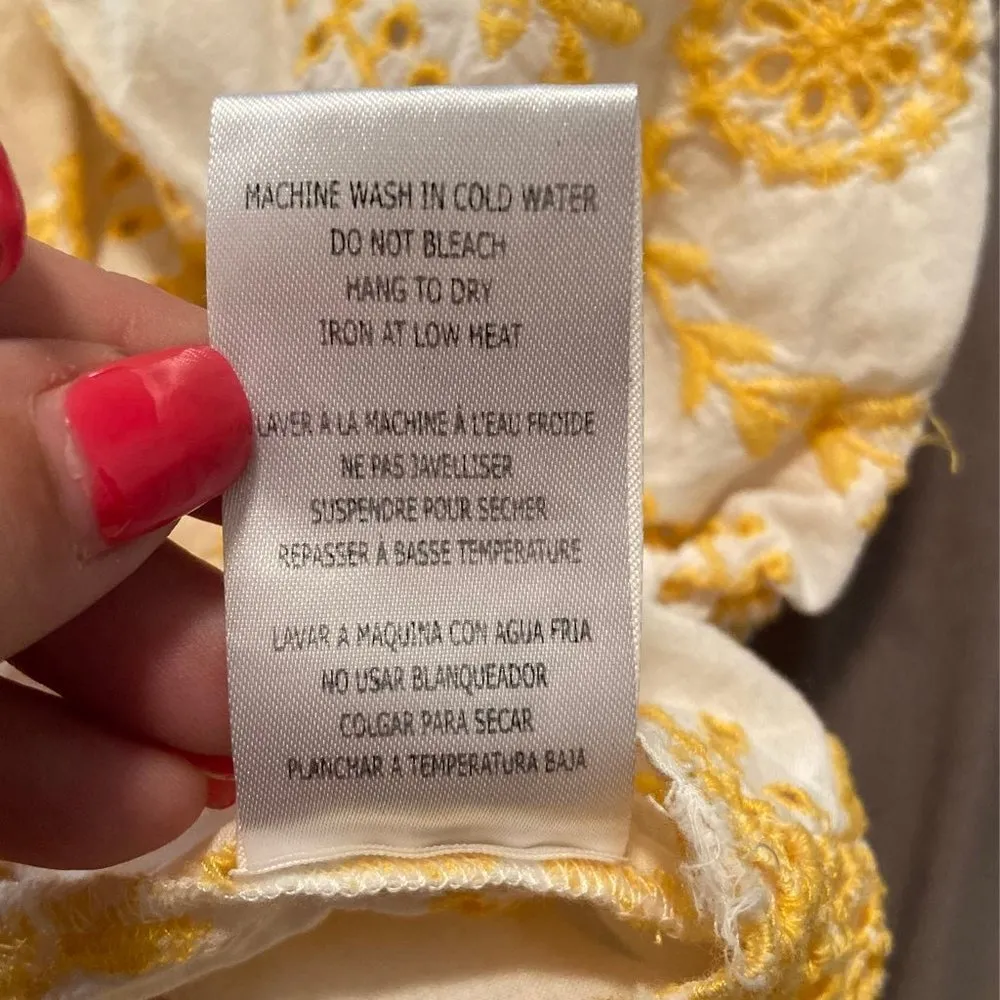 MACHINE WASH IN COLD WATER
DO NOT BLEACH
HANG TO DRY
IRON AT LOW HEAT
LAVER A LA MACHINE À L'EAU FROIDE
NE PAS JAVELLISER
SUSPENDRE POUR SECHER
REPASSER À BASSE TEMPERATURE
LAVAR A MAQUINA CON AGUA FRIA
NO USAR BLANQUEADOR
COLGAR PARA SECAR
PLANCHAR A TEMPERATURA BAJA